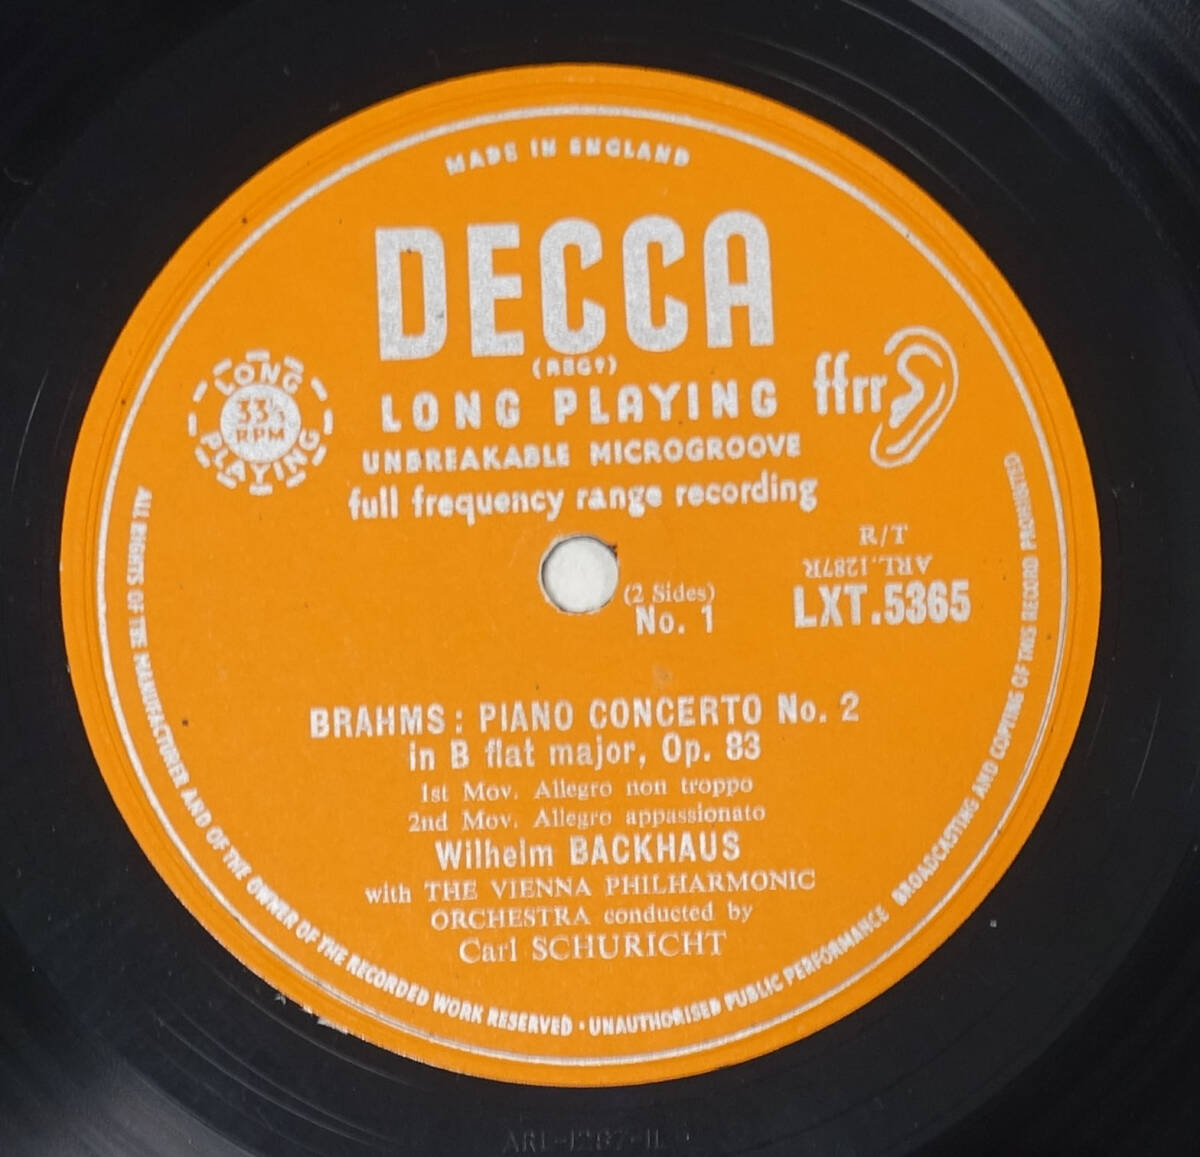 MADE IN ENGLAND
DECCA
(REGD)
LONG PLAYING
33⅓ RPM
LONG PLAYING
ffrr
UNBREAKABLE MICROGROOVE
full frequency range recording
R/T
ARL.1287R
(2 Sides)
No. 1
LXT.5365
BRAHMS: PIANO CONCERTO No. 2
in B flat major, Op. 83
1st Mov. Allegro non troppo
2nd Mov. Allegro appassionato
Wilhelm BACKHAUS
with THE VIENNA PHILHARMONIC
ORCHESTRA conducted by
Carl SCHURICHT
ALL RIGHTS OF THE MANUFACTURER AND OF THE OWNER OF THE RECORDED WORK RESERVED · UNAUTHORISED PUBLIC PERFORMANCE BROADCASTING AND COPYING OF THIS RECORD PROHIBITED